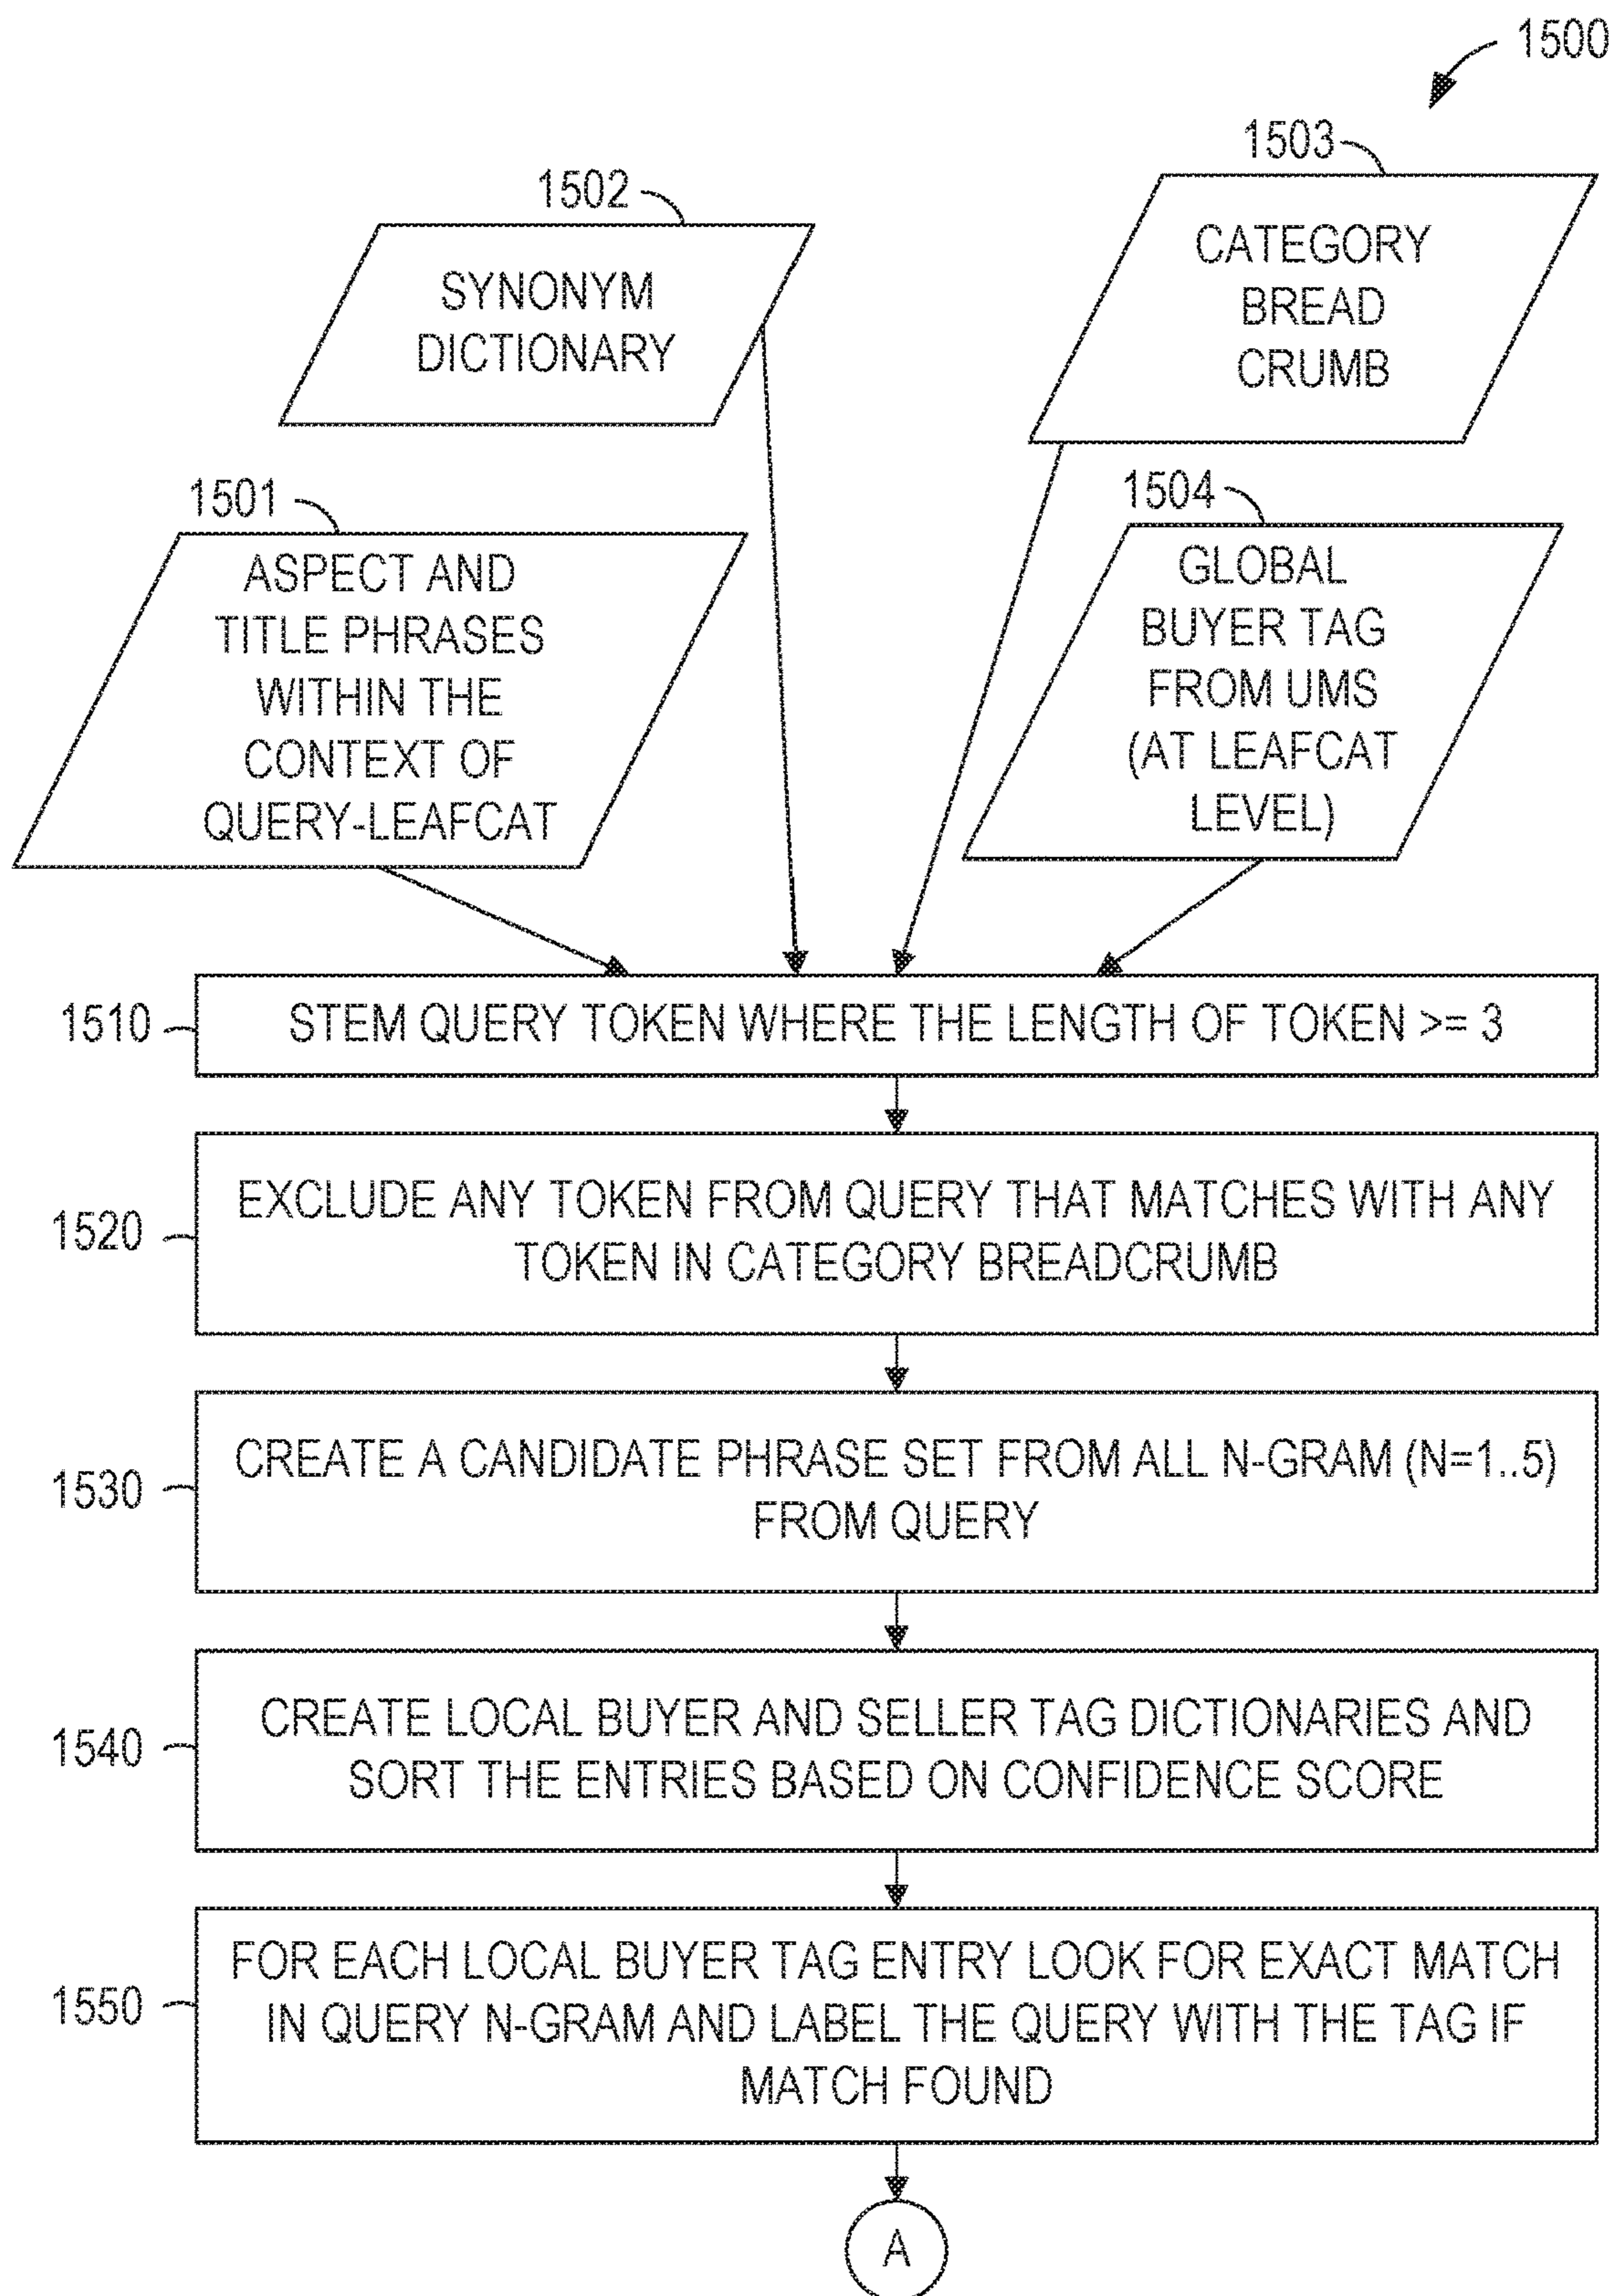 1500
1503
CATEGORY
BREAD
CRUMB
1502
SYNONYM
DICTIONARY
1504
GLOBAL
BUYER TAG
FROM UMS
(AT LEAFCAT
LEVEL)
1501
ASPECT AND
TITLE PHRASES
WITHIN THE
CONTEXT OF
QUERY-LEAFCAT
1510
STEM QUERY TOKEN WHERE THE LENGTH OF TOKEN >= 3
1520
EXCLUDE ANY TOKEN FROM QUERY THAT MATCHES WITH ANY
TOKEN IN CATEGORY BREADCRUMB
1530
CREATE A CANDIDATE PHRASE SET FROM ALL N-GRAM (N=1..5)
FROM QUERY
1540
CREATE LOCAL BUYER AND SELLER TAG DICTIONARIES AND
SORT THE ENTRIES BASED ON CONFIDENCE SCORE
1550
FOR EACH LOCAL BUYER TAG ENTRY LOOK FOR EXACT MATCH
IN QUERY N-GRAM AND LABEL THE QUERY WITH THE TAG IF
MATCH FOUND
A